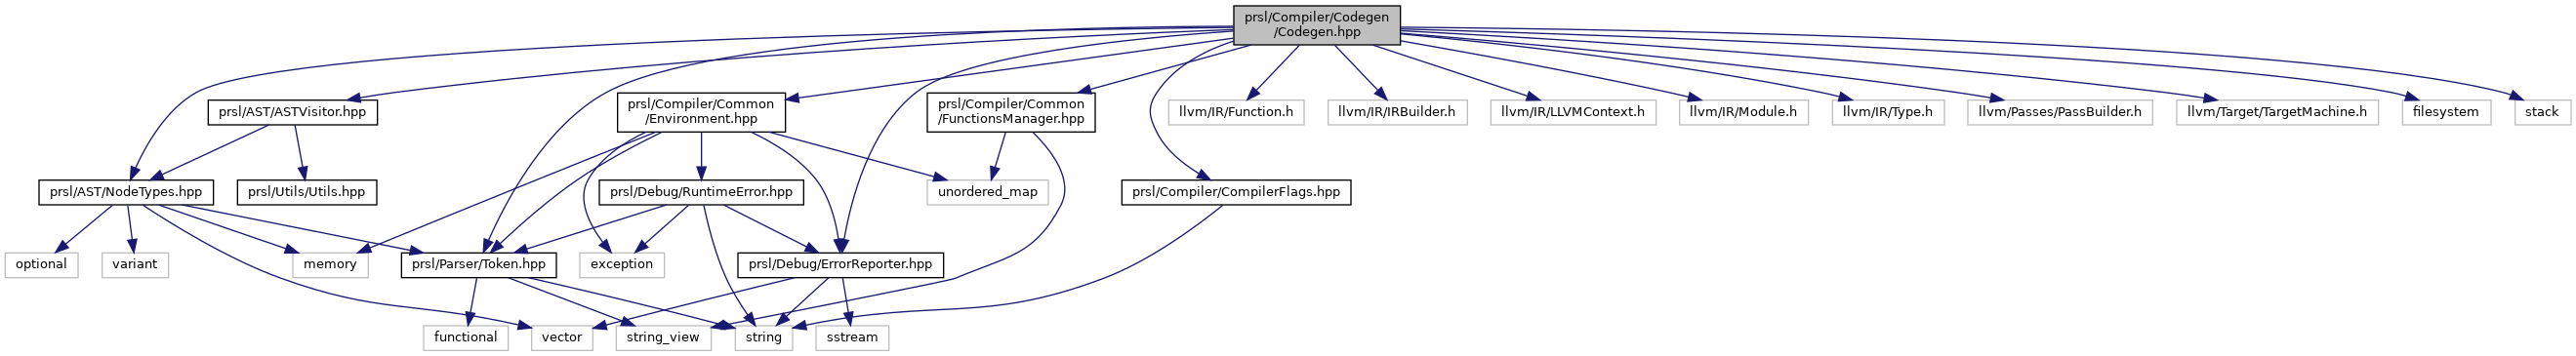 prsl/Compiler/Codegen
/Codegen.hpp
prsl/AST/ASTVisitor.hpp
prsl/Compiler/Common
/Environment.hpp
prsl/Compiler/Common
/FunctionsManager.hpp
llvm/IR/Function.h
llvm/IR/IRBuilder.h
llvm/IR/LLVMContext.h
llvm/IR/Module.h
llvm/IR/Type.h
llvm/Passes/PassBuilder.h
llvm/Target/TargetMachine.h
filesystem
stack
prsl/AST/NodeTypes.hpp
prsl/Utils/Utils.hpp
prsl/Debug/RuntimeError.hpp
unordered_map
prsl/Compiler/CompilerFlags.hpp
optional
variant
memory
prsl/Parser/Token.hpp
exception
prsl/Debug/ErrorReporter.hpp
functional
vector
string_view
string
sstream